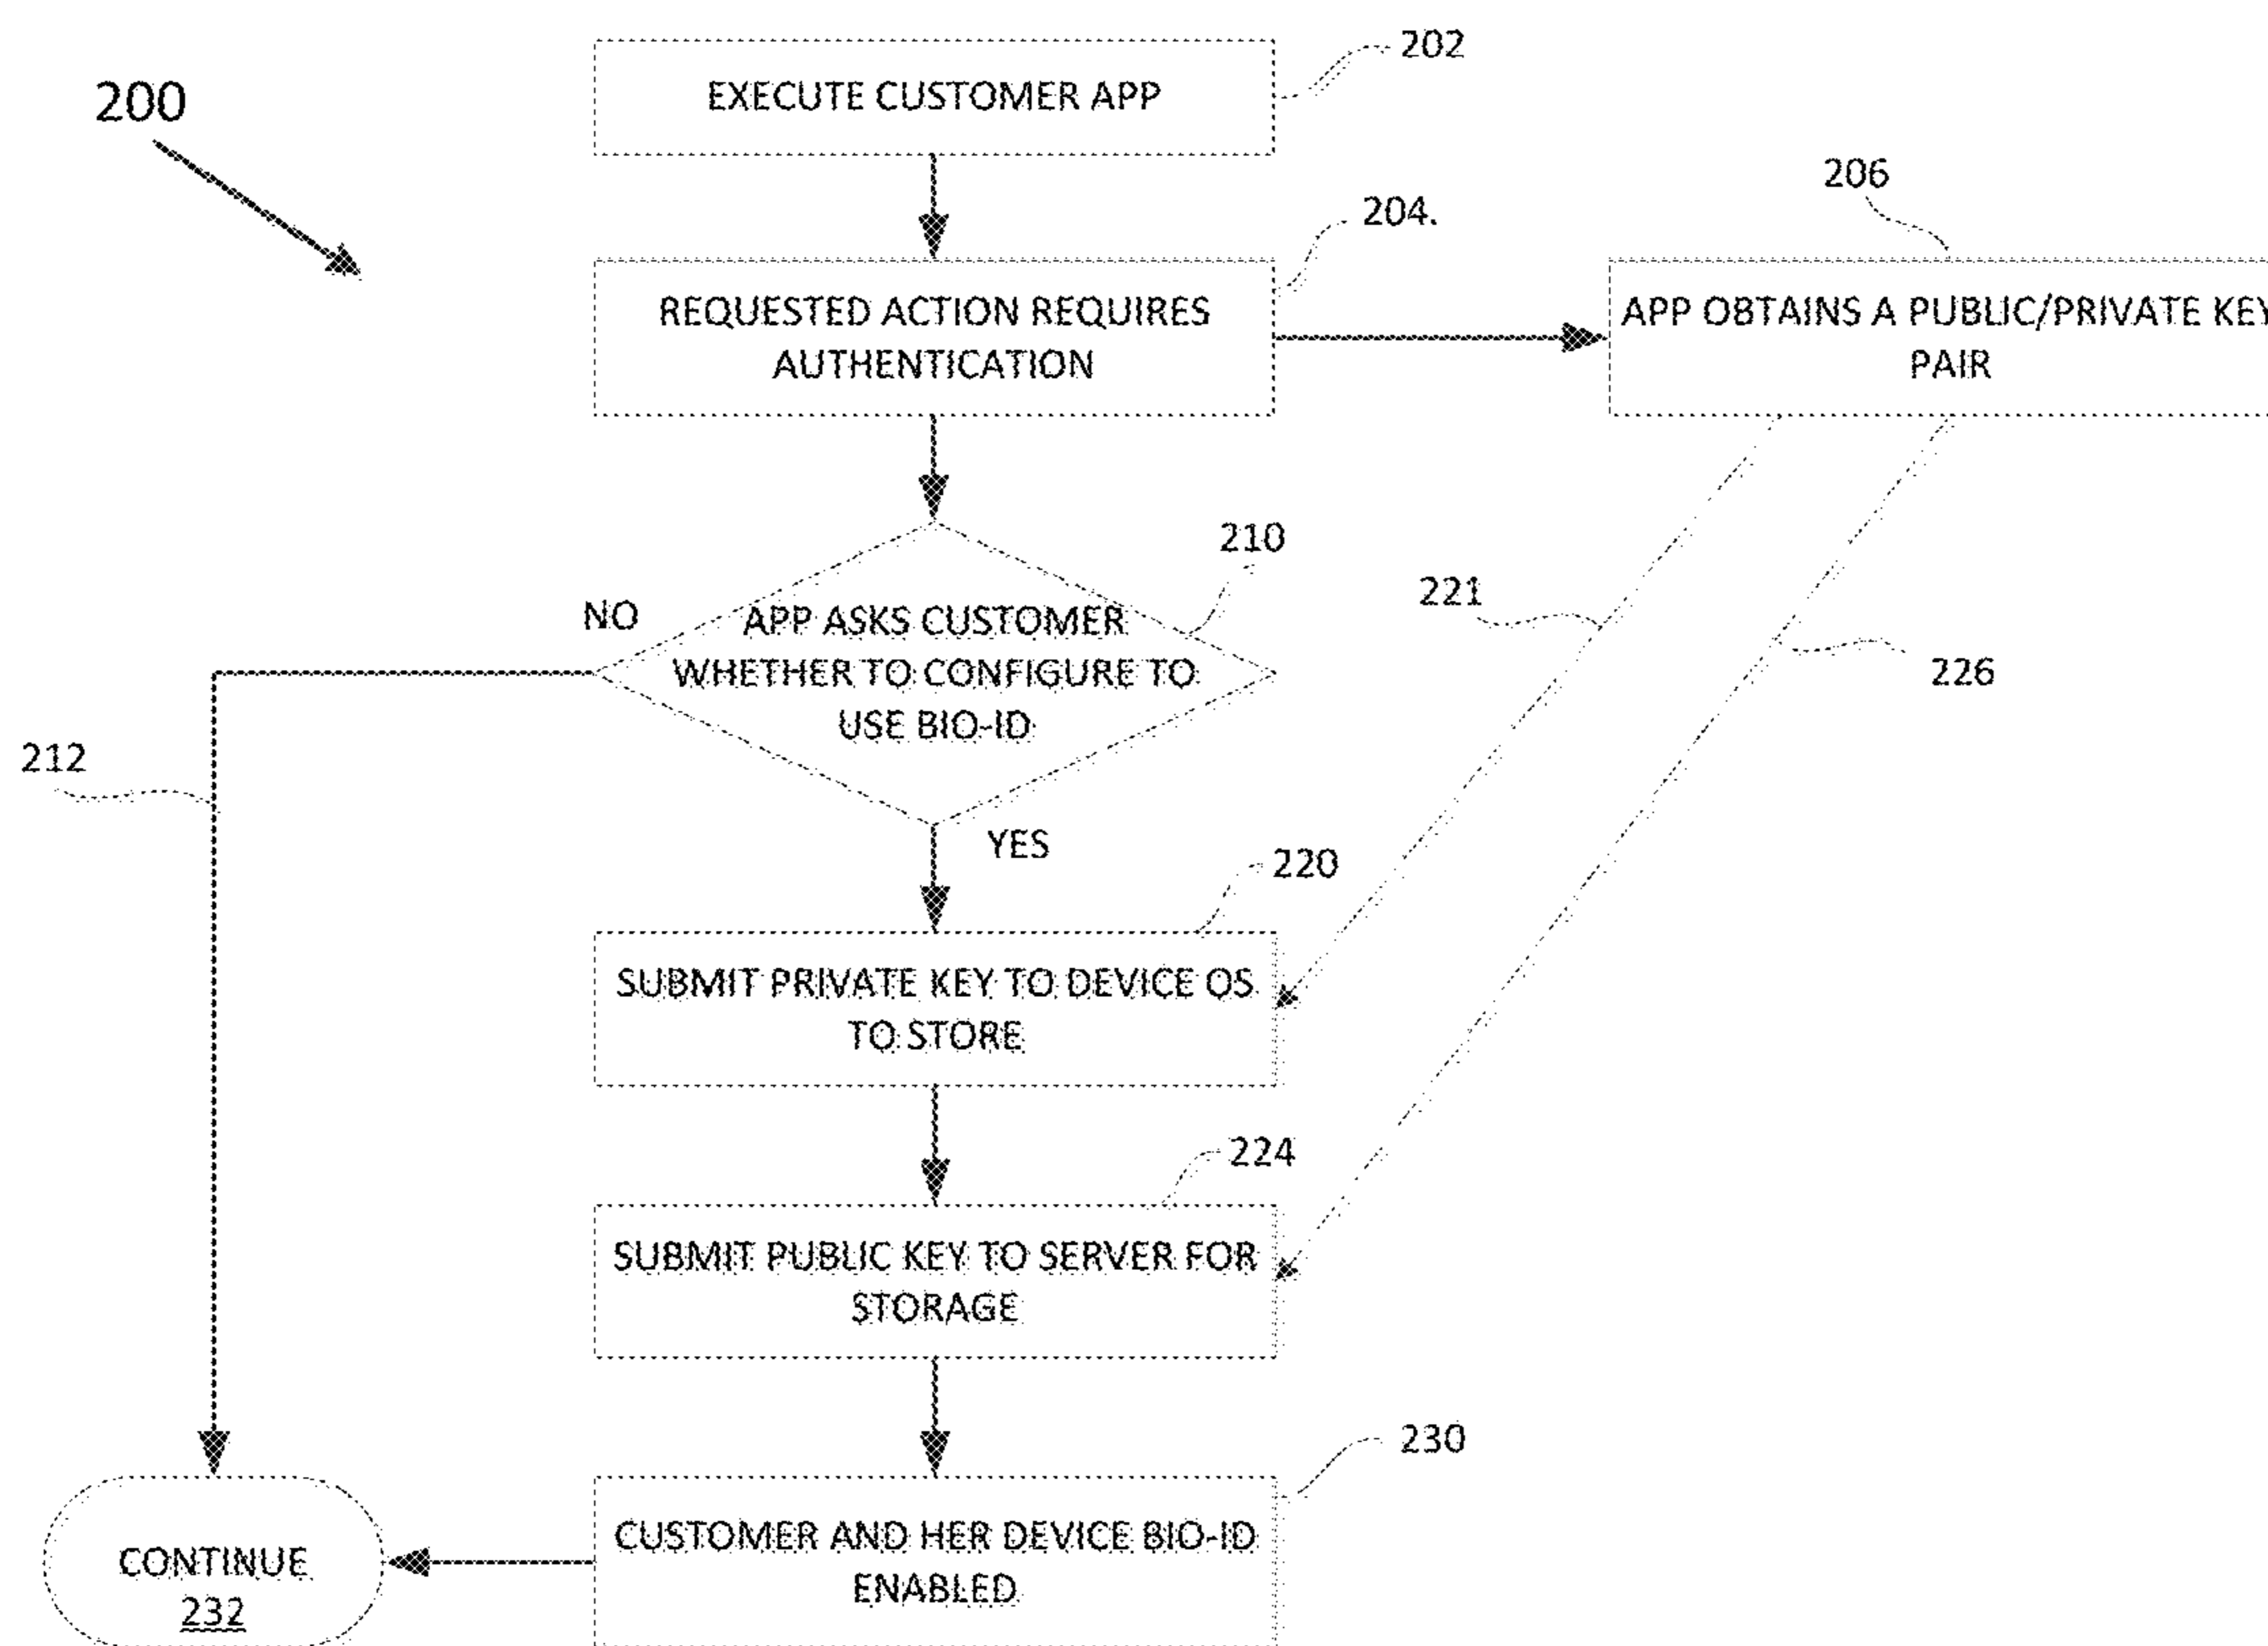 200
EXECUTE CUSTOMER APP
202
REQUESTED ACTION REQUIRES
AUTHENTICATION
204.
206
APP OBTAINS A PUBLIC/PRIVATE KEY
PAIR
210
NO
APP ASKS CUSTOMER
WHETHER TO CONFIGURE TO
USE BIO-ID
221
226
212
YES
220
SUBMIT PRIVATE KEY TO DEVICE OS
TO STORE
224
SUBMIT PUBLIC KEY TO SERVER FOR
STORAGE
230
CUSTOMER AND HER DEVICE BIO-ID
ENABLED
CONTINUE
232